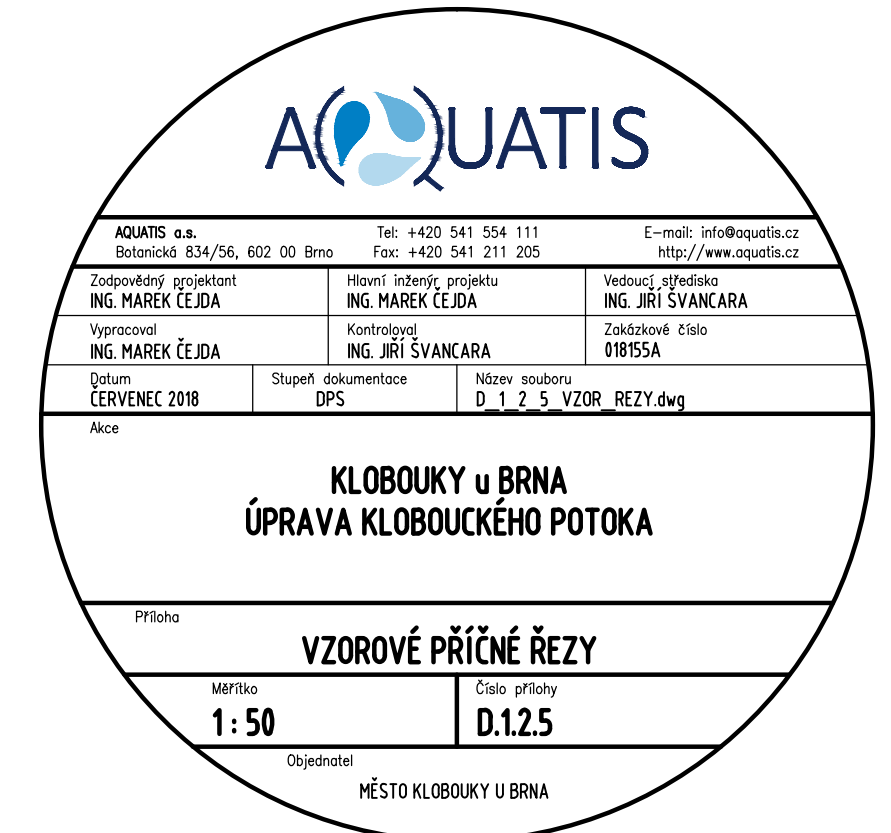 AQUATIS
AQUATIS a.s. Tel: +420 541 554 111 E-mail: info@aquatis.cz
Botanická 834/56, 602 00 Brno Fax: +420 541 211 205 http://www.aquatis.cz
Zodpovědný projektant Hlavní inženýr projektu Vedoucí střediska
ING. MAREK ČEJDA ING. MAREK ČEJDA ING. JIŘÍ ŠVANCARA
Vypracoval Kontroloval Zakázkové číslo
ING. MAREK ČEJDA ING. JIŘÍ ŠVANCARA 018155A
Datum Stupeň dokumentace Název souboru
ČERVENEC 2018 DPS D_1_2_5_VZOR_REZY.dwg
Akce
KLOBOUKY u BRNA
ÚPRAVA KLOBOUCKÉHO POTOKA
Příloha
VZOROVÉ PŘÍČNÉ ŘEZY
Měřítko Číslo přílohy
1 : 50 D.1.2.5
Objednatel
MĚSTO KLOBOUKY U BRNA